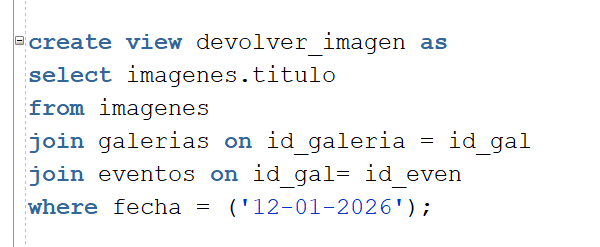 create view devolver_imagen as
select imagenes.titulo
from imagenes
join galerias on id_galeria = id_gal
join eventos on id_gal= id_even
where fecha = ('12-01-2026');